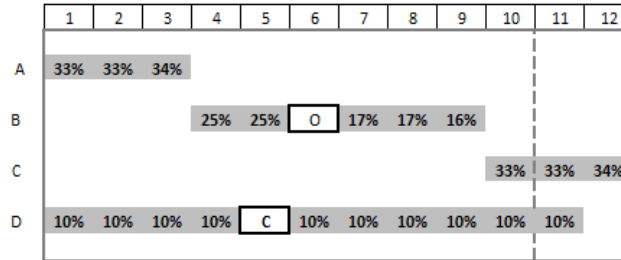 1 2 3 4 5 6 7 8 9 10 11 12
A 33% 33% 34%
B 25% 25% O 17% 17% 16%
C 33% 33% 34%
D 10% 10% 10% 10% C 10% 10% 10% 10% 10% 10%